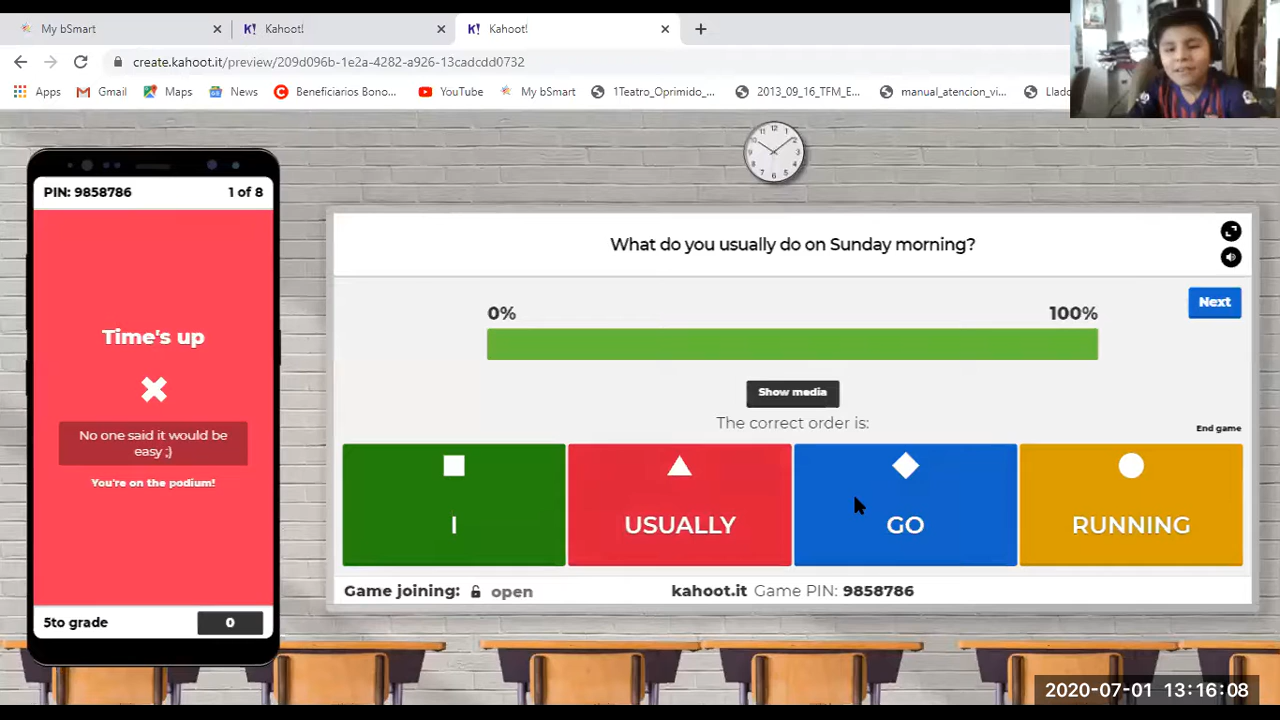 My bSmart
Kahoot!
Kahoot!
create.kahoot.it/preview/209d096b-1e2a-4282-8c36-13cadcdd0732
Apps
Gmail
Maps
News
Beneficiarios Bono...
YouTube
My bSmart
1Teatro_Oprimido_...
2013_09_16_TFM_E...
manual_atencion_vi...
Llado
PIN: 9858786
1 of 8
Time's up
No one said it would be
easy ;)
You're on the podium!
5to grade
0
What do you usually do on Sunday morning?
0%
100%
Next
Show media
The correct order is:
End game
I
USUALLY
GO
RUNNING
Game joining: open
kahoot.it Game PIN: 9858786
2020-07-01 13:16:08